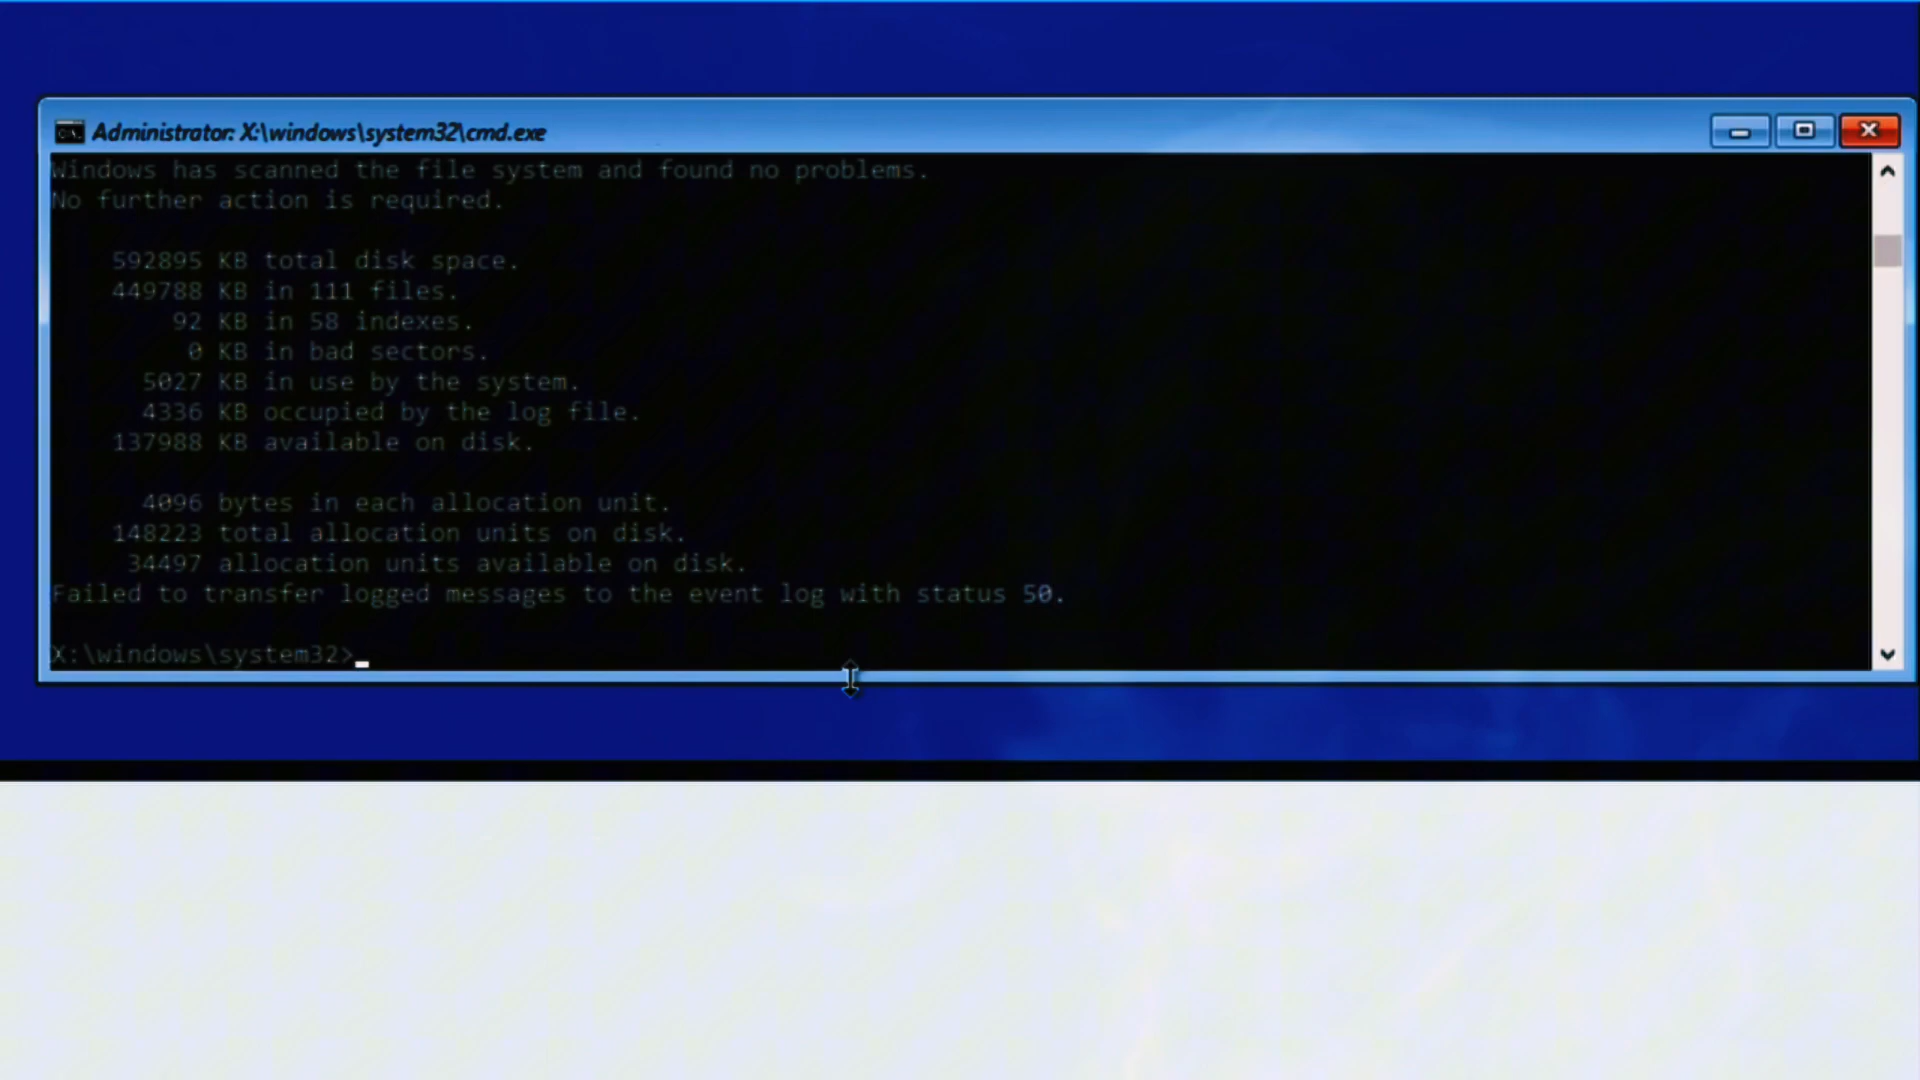 Administrator: X:\windows\system32\cmd.exe
Windows has scanned the file system and found no problems.
No further action is required.
592895 KB total disk space.
449788 KB in 111 files.
92 KB in 58 indexes.
0 KB in bad sectors.
5027 KB in use by the system.
4336 KB occupied by the log file.
137988 KB available on disk.
4096 bytes in each allocation unit.
148223 total allocation units on disk.
34497 allocation units available on disk.
Failed to transfer logged messages to the event log with status 50.
X:\windows\system32>